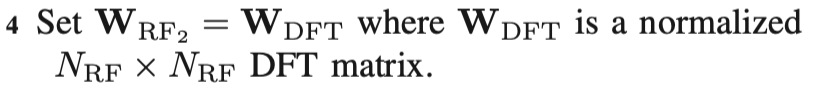 4 Set W_RF₂ = W_DFT where W_DFT is a normalized
N_RF × N_RF DFT matrix.